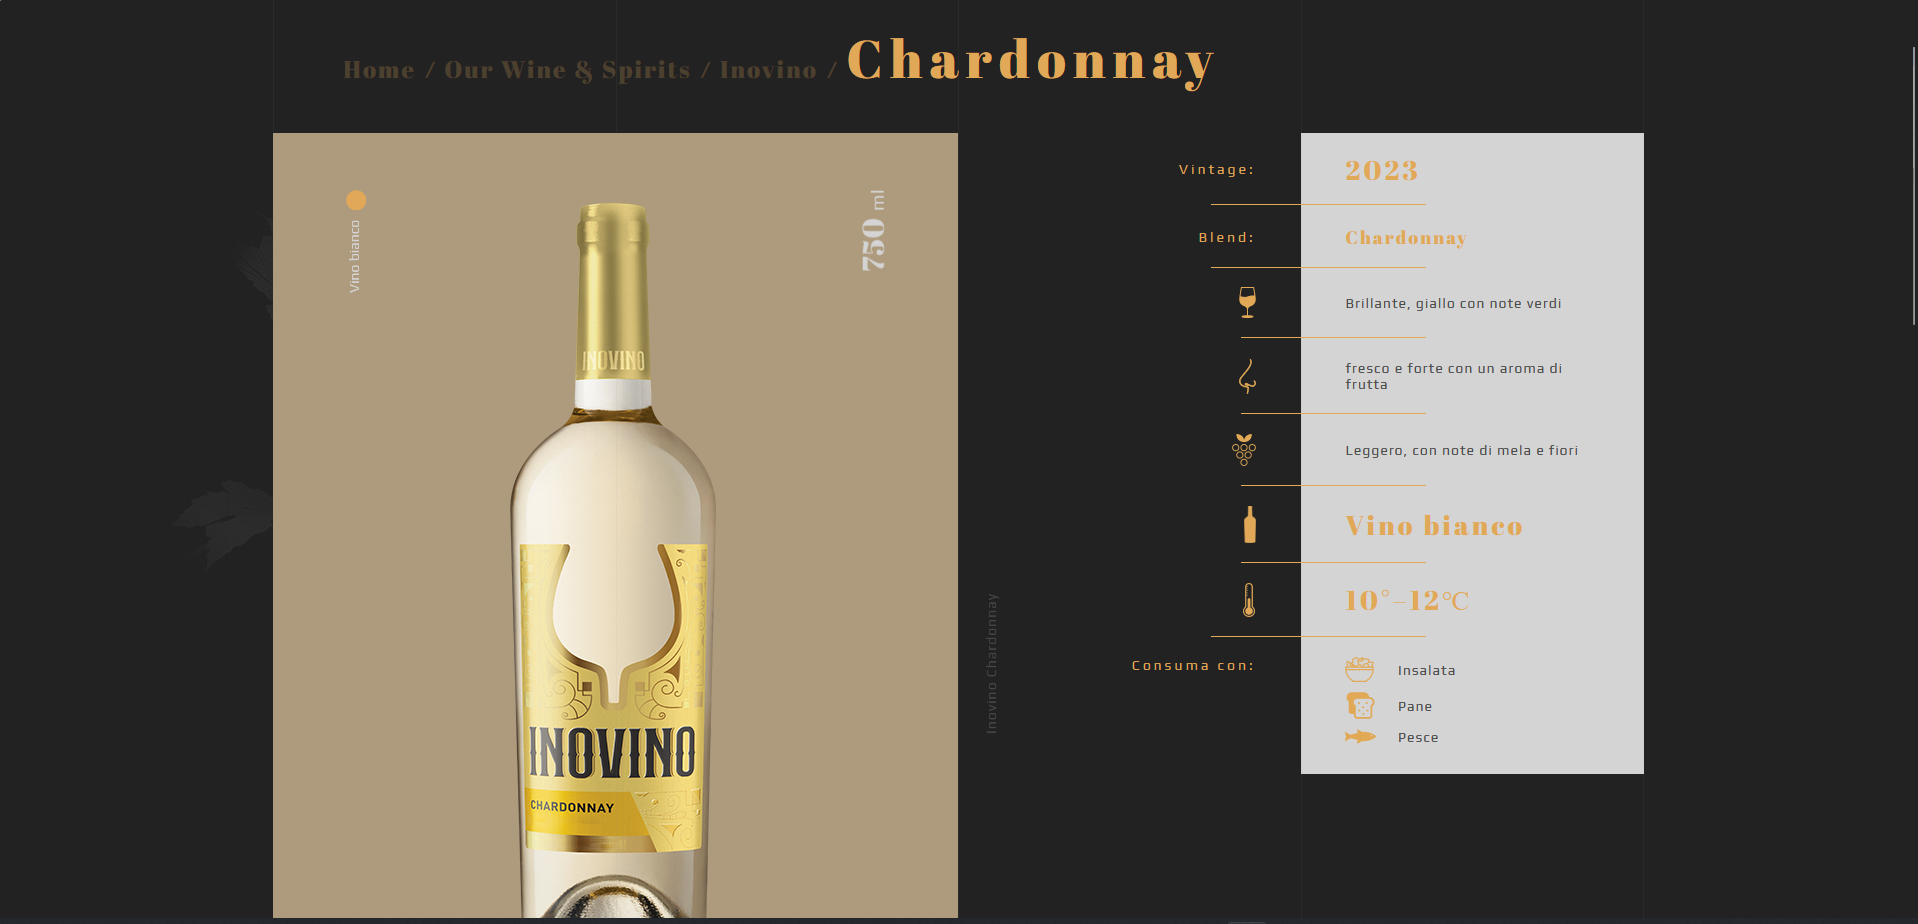 Home / Our Wine & Spirits / Inovino / Chardonnay
Vino bianco
750 ml
INOVINO
INOVINO
CHARDONNAY
Inovino Chardonnay
Vintage: 2023
Blend: Chardonnay
Brillante, giallo con note verdi
fresco e forte con un aroma di
frutta
Leggero, con note di mela e fiori
Vino bianco
10°–12℃
Consuma con:
Insalata
Pane
Pesce